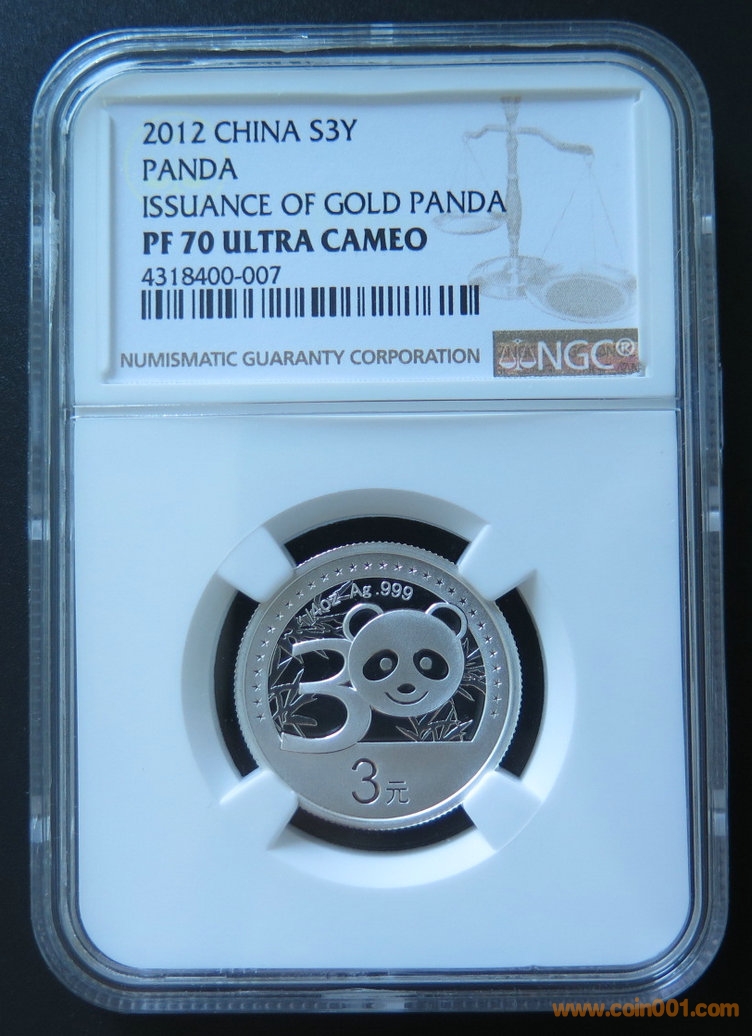 2012 CHINA S3Y
PANDA
ISSUANCE OF GOLD PANDA
PF 70 ULTRA CAMEO
4318400-007
NUMISMATIC GUARANTY CORPORATION
NGC®
1/4oz Ag.999
30
3元
www.coin001.com